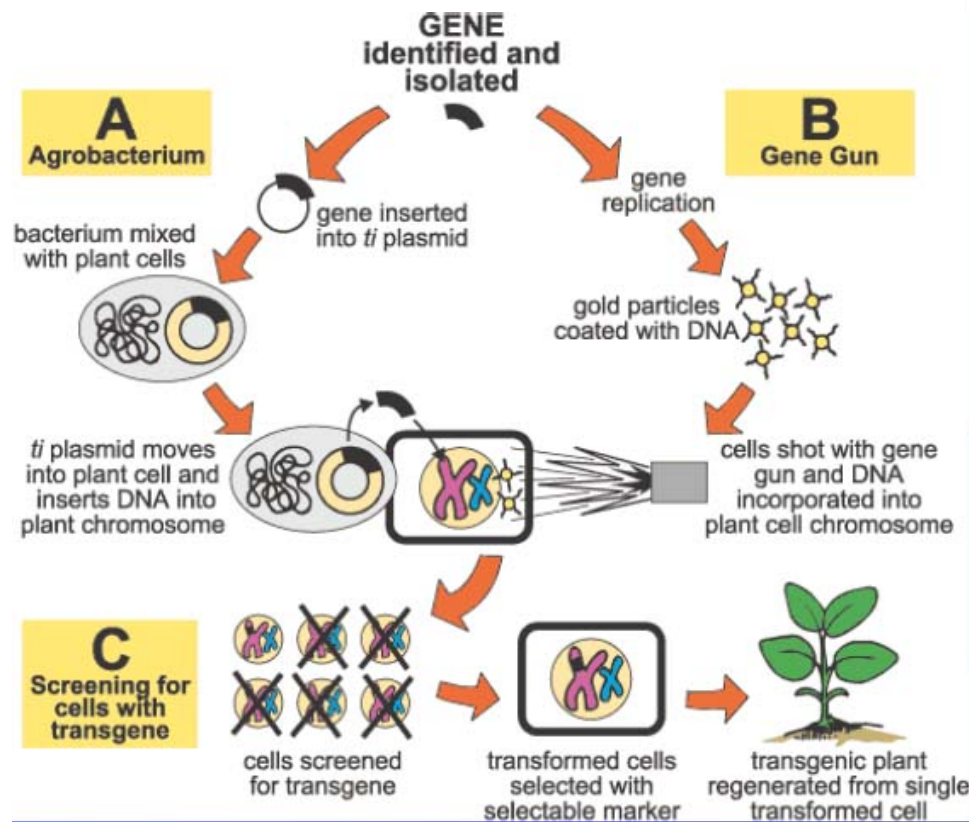 GENE
identified and
isolated
A
Agrobacterium
B
Gene Gun
gene inserted
into ti plasmid
gene
replication
bacterium mixed
with plant cells
gold particles
coated with DNA
ti plasmid moves
into plant cell and
inserts DNA into
plant chromosome
cells shot with gene
gun and DNA
incorporated into
plant cell chromosome
C
Screening for
cells with
transgene
cells screened
for transgene
transformed cells
selected with
selectable marker
transgenic plant
regenerated from single
transformed cell